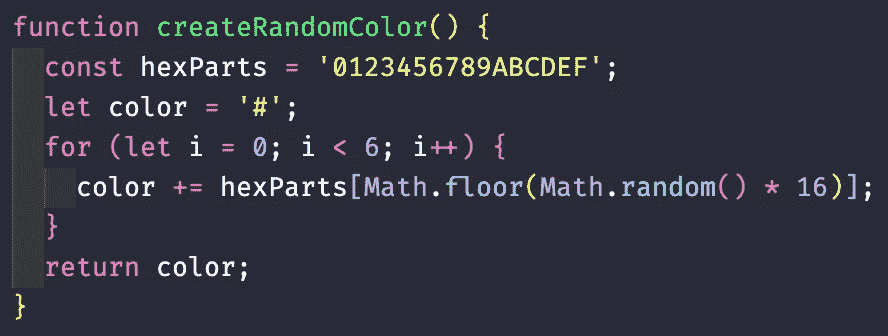 function createRandomColor() {
  const hexParts = '0123456789ABCDEF';
  let color = '#';
  for (let i = 0; i < 6; i++) {
    color += hexParts[Math.floor(Math.random() * 16)];
  }
  return color;
}